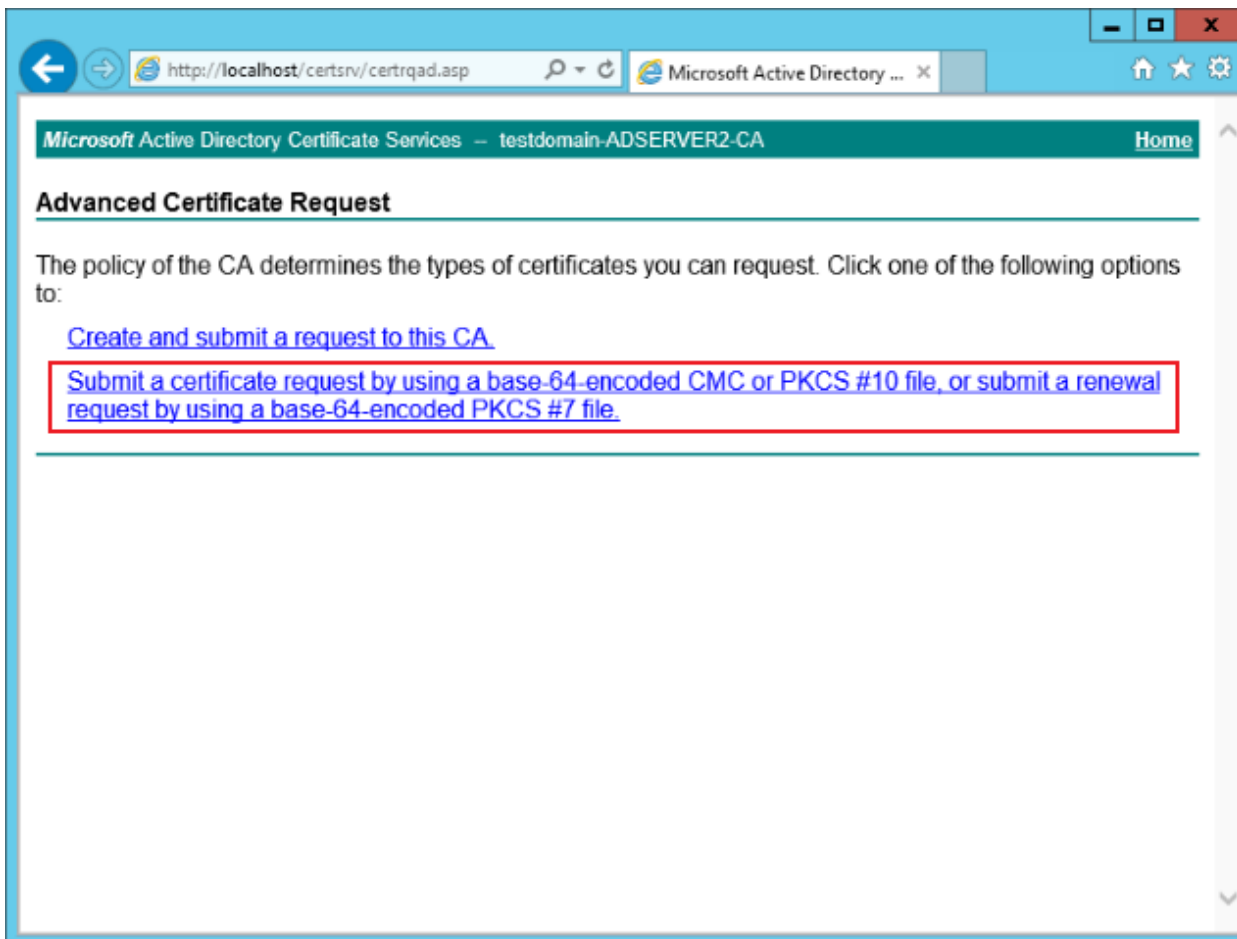 http://localhost/certsrv/certrqad.asp
Microsoft Active Directory ...
Microsoft Active Directory Certificate Services -- testdomain-ADSERVER2-CA
Home
Advanced Certificate Request
The policy of the CA determines the types of certificates you can request. Click one of the following options
to:
Create and submit a request to this CA.
Submit a certificate request by using a base-64-encoded CMC or PKCS #10 file, or submit a renewal
request by using a base-64-encoded PKCS #7 file.